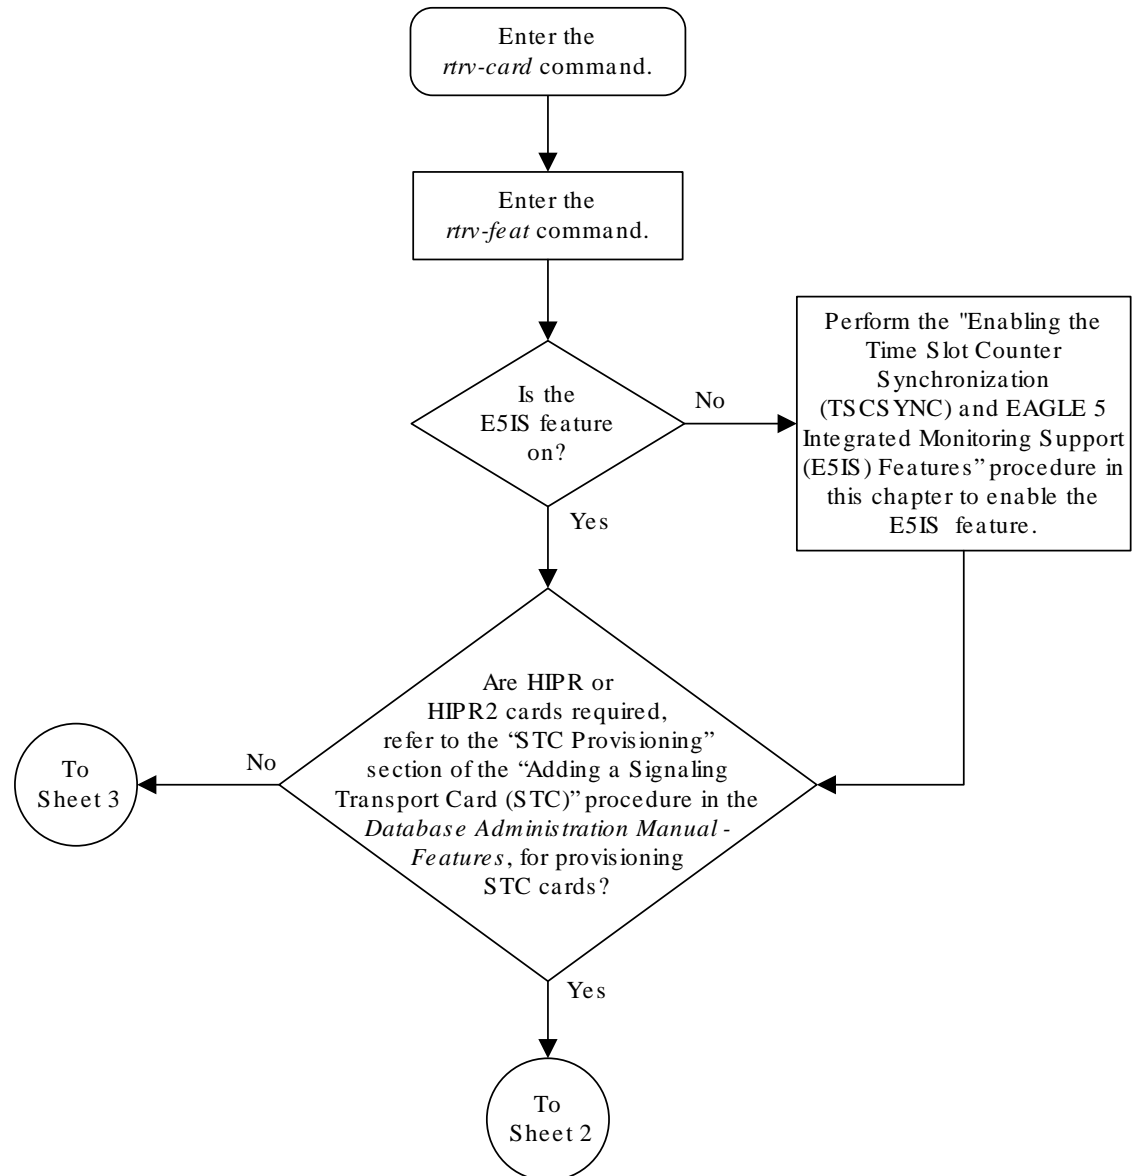 Enter the
rtrv-card command.
Enter the
rtrv-feat command.
Is the
E5IS feature
on?
No
Perform the "Enabling the
Time Slot Counter
Synchronization
(TSCSYNC) and EAGLE 5
Integrated Monitoring Support
(E5IS) Features” procedure in
this chapter to enable the
E5IS feature.
Yes
Are HIPR or
HIPR2 cards required,
refer to the “STC Provisioning”
section of the “Adding a Signaling
Transport Card (STC)” procedure in the
Database Administration Manual -
Features, for provisioning
STC cards?
No
To
Sheet 3
Yes
To
Sheet 2